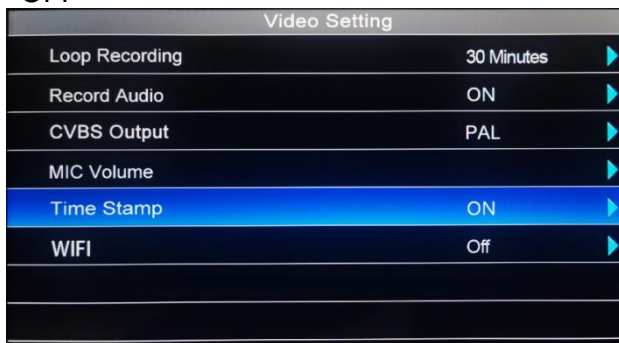 Video Setting
Loop Recording 30 Minutes
Record Audio ON
CVBS Output PAL
MIC Volume
Time Stamp ON
WIFI Off